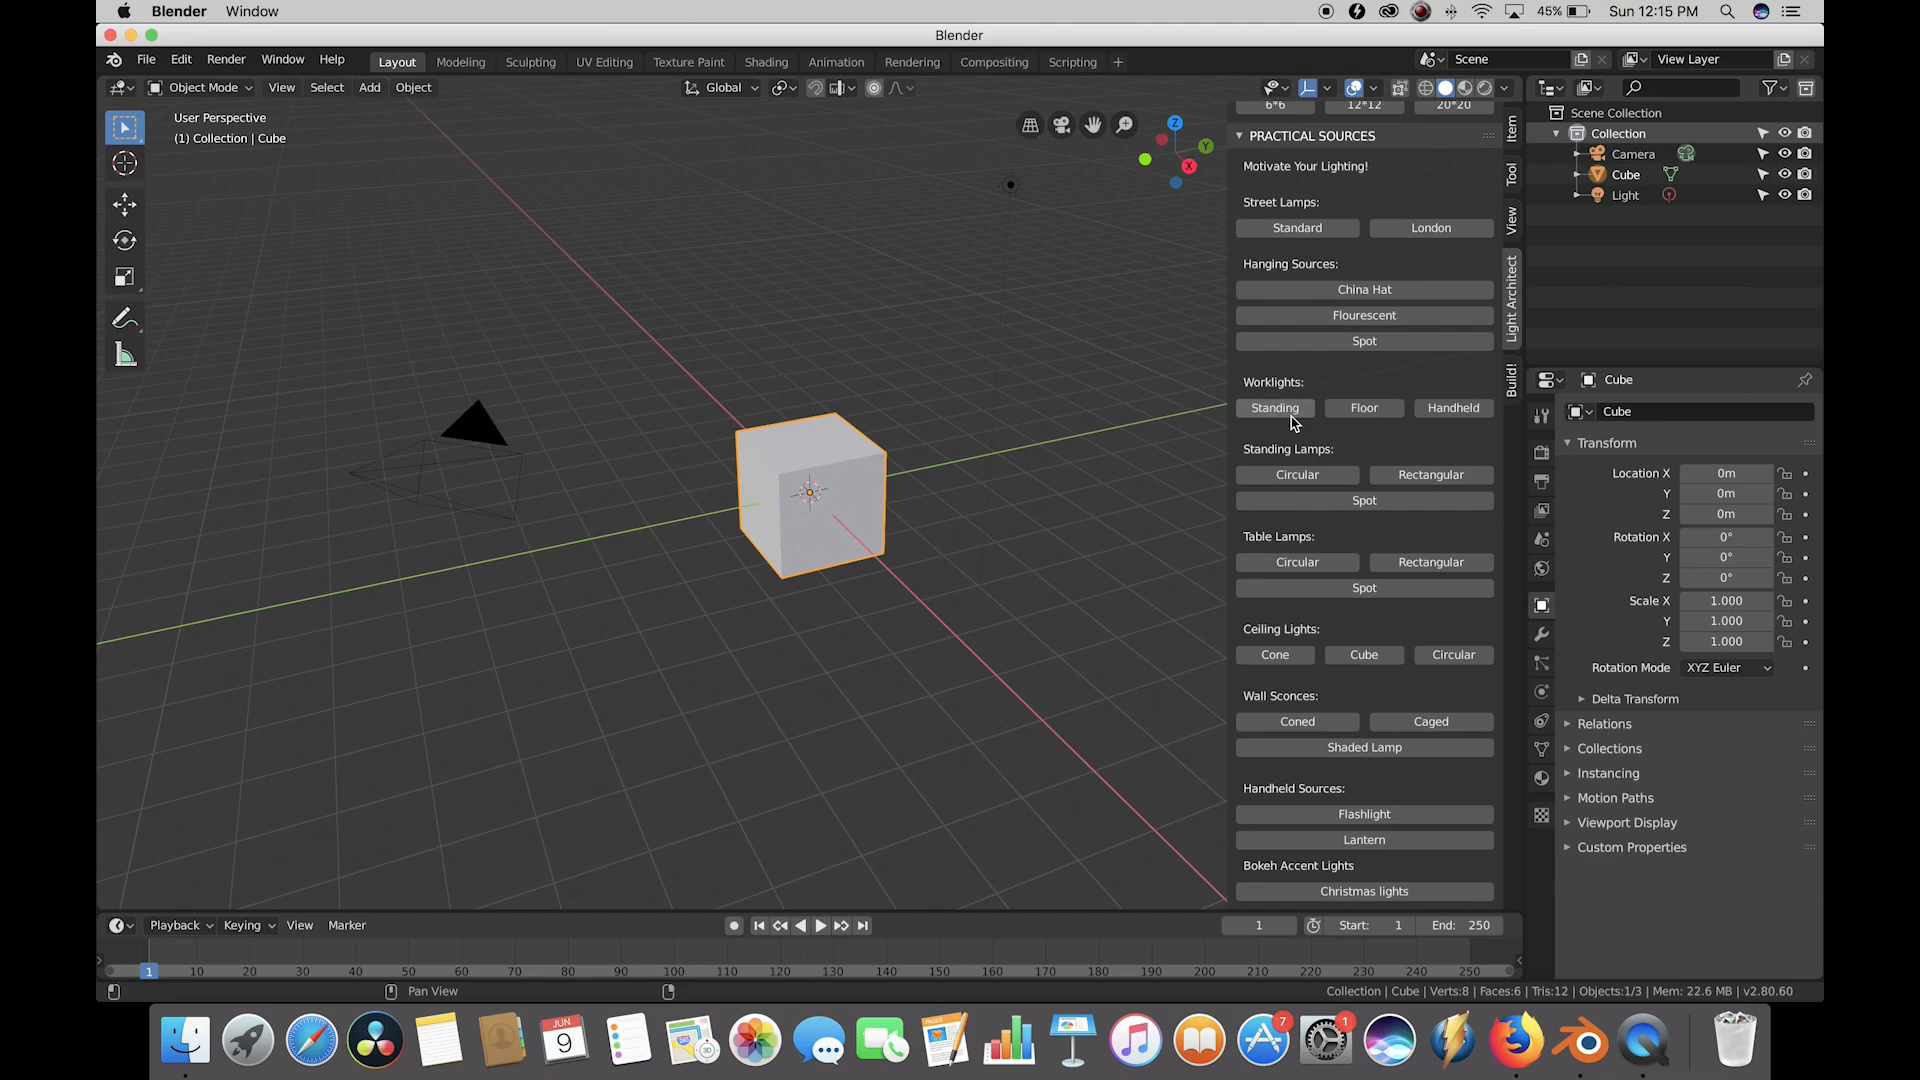 Blender Window 45% Sun 12:15 PM
Blender
File Edit Render Window Help Layout Modeling Sculpting UV Editing Texture Paint Shading Animation Rendering Compositing Scripting + Scene View Layer
Object Mode View Select Add Object Global
User Perspective
(1) Collection | Cube
Z
Y
X
6*6 12*12 20*20
PRACTICAL SOURCES
Motivate Your Lighting!
Street Lamps:
Standard London
Hanging Sources:
China Hat
Flourescent
Spot
Worklights:
Standing Floor Handheld
Standing Lamps:
Circular Rectangular
Spot
Table Lamps:
Circular Rectangular
Spot
Ceiling Lights:
Cone Cube Circular
Wall Sconces:
Coned Caged
Shaded Lamp
Handheld Sources:
Flashlight
Lantern
Bokeh Accent Lights
Christmas lights
Item
Tool
View
Light Architect
Build!
Scene Collection
Collection
Camera
Cube
Light
Cube
Cube
Transform
Location X 0m
Y 0m
Z 0m
Rotation X 0°
Y 0°
Z 0°
Scale X 1.000
Y 1.000
Z 1.000
Rotation Mode XYZ Euler
Delta Transform
Relations
Collections
Instancing
Motion Paths
Viewport Display
Custom Properties
Playback Keying View Marker 1 Start: 1 End: 250
1 10 20 30 40 50 60 70 80 90 100 110 120 130 140 150 160 170 180 190 200 210 220 230 240 250
Pan View Collection | Cube | Verts:8 | Faces:6 | Tris:12 | Objects:1/3 | Mem: 22.6 MB | v2.80.60
JUN
9
3D
PAGES
7
1